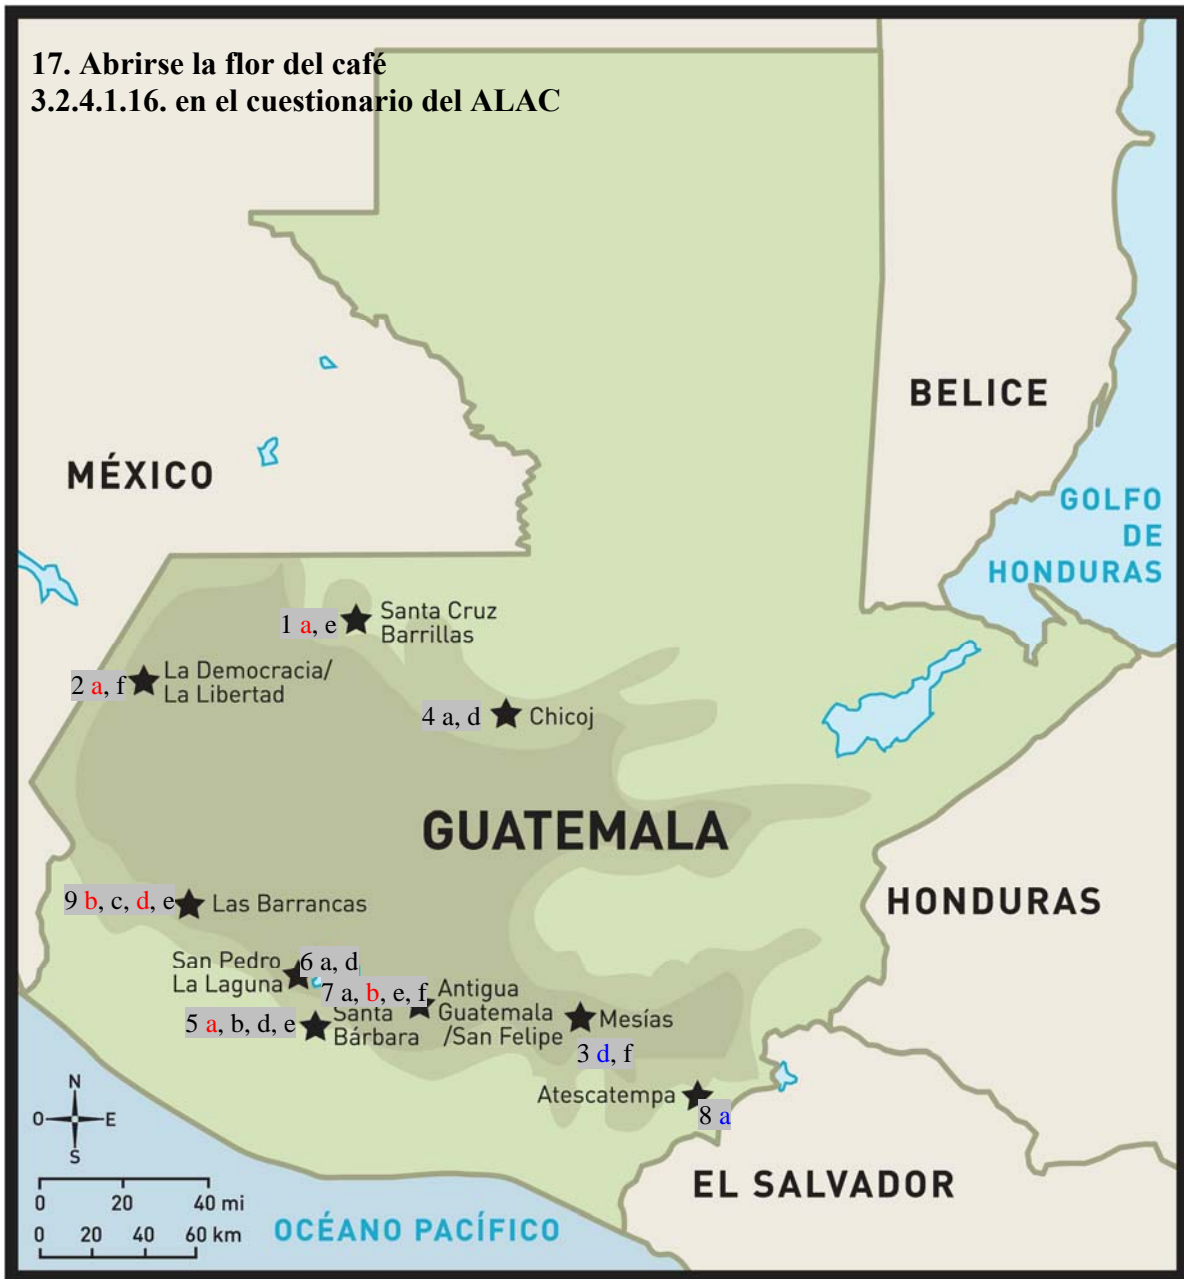 17. Abrirse la flor del café
3.2.4.1.16. en el cuestionario del ALAC
BELICE
MÉXICO
GOLFO
DE
HONDURAS
1 a, e
Santa Cruz
Barrillas
2 a, f
La Democracia/
La Libertad
4 a, d
Chicoj
GUATEMALA
HONDURAS
9 b, c, d, e
Las Barrancas
San Pedro
La Laguna
6 a, d
7 a, b, e, f
Antigua
Guatemala
/San Felipe
5 a, b, d, e
Santa
Bárbara
Mesías
3 d, f
Atescatempa
8 a
N
O
E
S
EL SALVADOR
0 20 40 mi
0 20 40 60 km
OCÉANO PACÍFICO